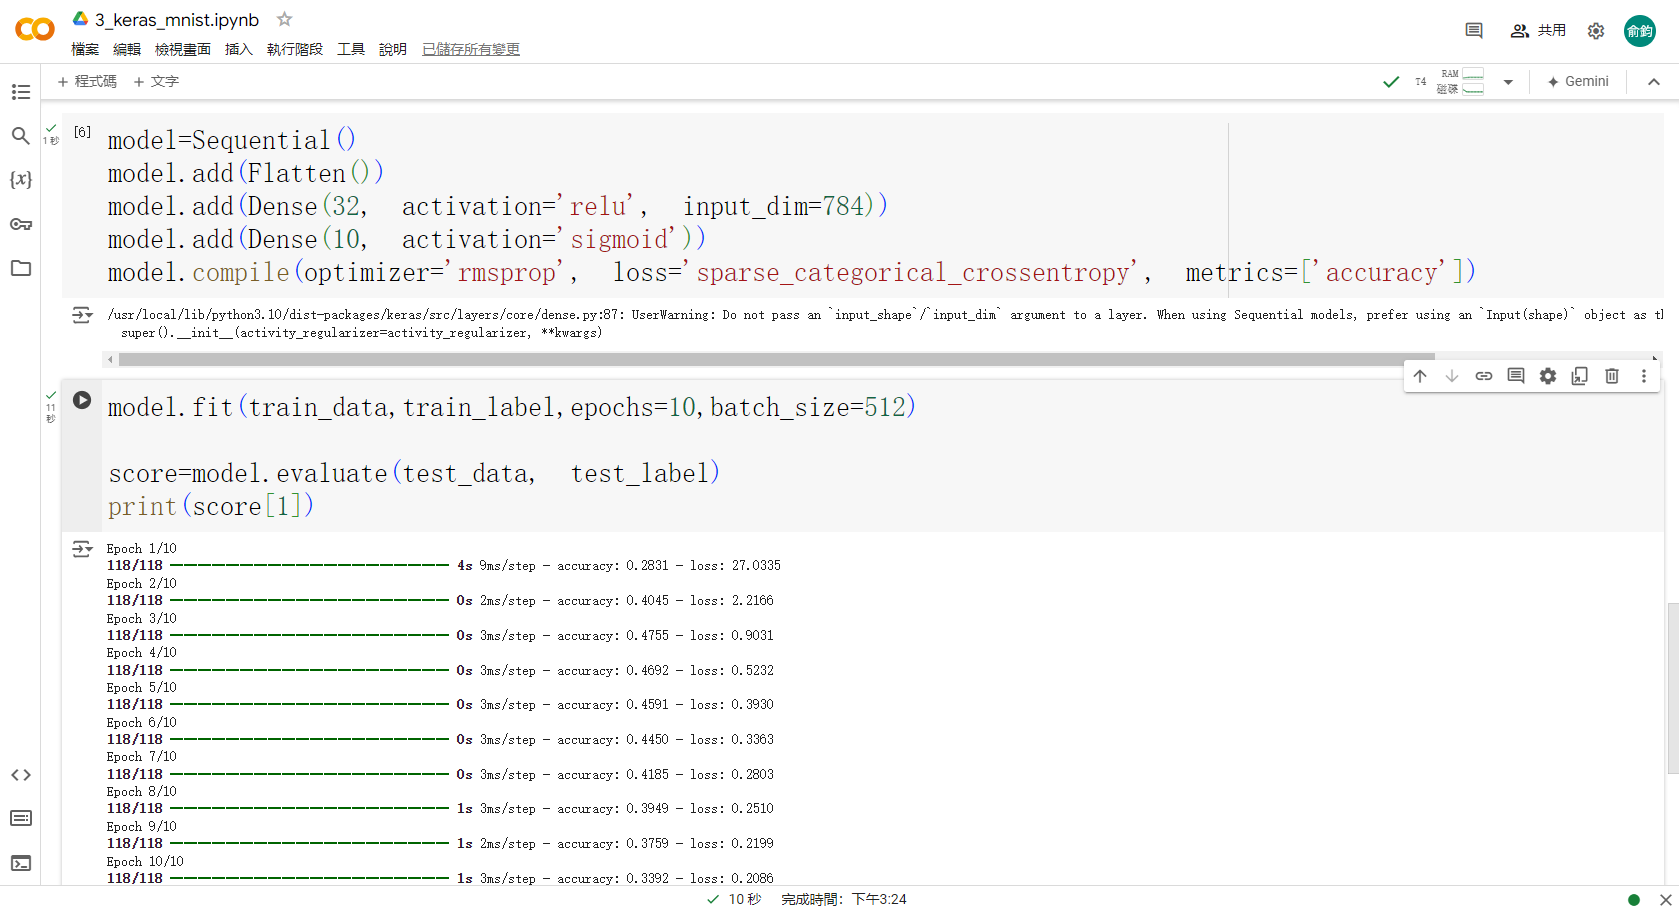 3_keras_mnist.ipynb
檔案 編輯 檢視畫面 插入 執行階段 工具 說明 已儲存所有變更
共用
俞鈞
+ 程式碼 + 文字
T4
RAM
磁碟
Gemini
[6]
1 秒
model=Sequential()
model.add(Flatten())
model.add(Dense(32, activation='relu', input_dim=784))
model.add(Dense(10, activation='sigmoid'))
model.compile(optimizer='rmsprop', loss='sparse_categorical_crossentropy', metrics=['accuracy'])
/usr/local/lib/python3.10/dist-packages/keras/src/layers/core/dense.py:87: UserWarning: Do not pass an `input_shape`/`input_dim` argument to a layer. When using Sequential models, prefer using an `Input(shape)` object as th
super().__init__(activity_regularizer=activity_regularizer, **kwargs)
11 秒
model.fit(train_data,train_label,epochs=10,batch_size=512)
score=model.evaluate(test_data, test_label)
print(score[1])
Epoch 1/10
118/118 4s 9ms/step - accuracy: 0.2831 - loss: 27.0335
Epoch 2/10
118/118 0s 2ms/step - accuracy: 0.4045 - loss: 2.2166
Epoch 3/10
118/118 0s 3ms/step - accuracy: 0.4755 - loss: 0.9031
Epoch 4/10
118/118 0s 3ms/step - accuracy: 0.4692 - loss: 0.5232
Epoch 5/10
118/118 0s 3ms/step - accuracy: 0.4591 - loss: 0.3930
Epoch 6/10
118/118 0s 3ms/step - accuracy: 0.4450 - loss: 0.3363
Epoch 7/10
118/118 0s 3ms/step - accuracy: 0.4185 - loss: 0.2803
Epoch 8/10
118/118 1s 3ms/step - accuracy: 0.3949 - loss: 0.2510
Epoch 9/10
118/118 1s 2ms/step - accuracy: 0.3759 - loss: 0.2199
Epoch 10/10
118/118 1s 3ms/step - accuracy: 0.3392 - loss: 0.2086
10 秒 完成時間：下午3:24